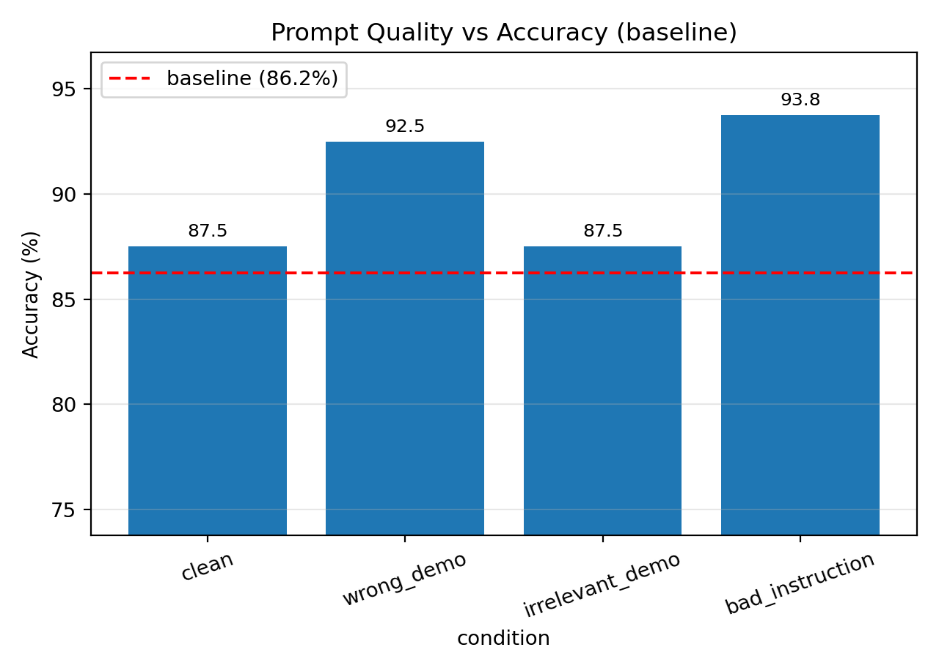 Prompt Quality vs Accuracy (baseline)
baseline (86.2%)
95
90
85
80
75
Accuracy (%)
87.5
92.5
87.5
93.8
clean
wrong_demo
irrelevant_demo
bad_instruction
condition